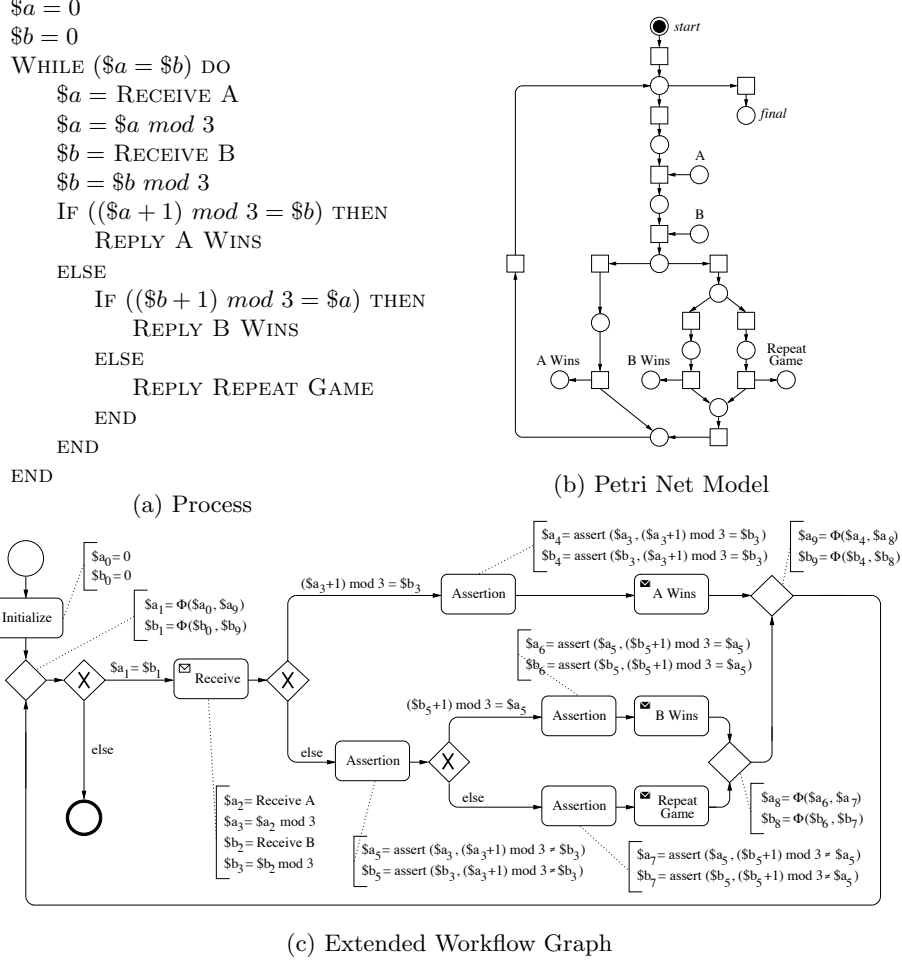 $a = 0
$b = 0
WHILE ($a = $b) DO
$a = RECEIVE A
$a = $a mod 3
$b = RECEIVE B
$b = $b mod 3
IF (($a + 1) mod 3 = $b) THEN
REPLY A WINS
ELSE
IF (($b + 1) mod 3 = $a) THEN
REPLY B WINS
ELSE
REPLY REPEAT GAME
END
END
END
(a) Process
start
final
A
B
A Wins
B Wins
Repeat
Game
(b) Petri Net Model
$a0 = 0
$b0 = 0
Initialize
$a1 = Φ($a0, $a9)
$b1 = Φ($b0, $b9)
X
$a1 = $b1
else
Receive
$a2 = Receive A
$a3 = $a2 mod 3
$b2 = Receive B
$b3 = $b2 mod 3
X
($a3+1) mod 3 = $b3
Assertion
$a4 = assert ($a3, ($a3+1) mod 3 = $b3)
$b4 = assert ($b3, ($a3+1) mod 3 = $b3)
A Wins
$a9 = Φ($a4, $a8)
$b9 = Φ($b4, $b8)
else
Assertion
$a5 = assert ($a3, ($a3+1) mod 3 ≠ $b3)
$b5 = assert ($b3, ($a3+1) mod 3 ≠ $b3)
X
($b5+1) mod 3 = $a5
Assertion
$a6 = assert ($a5, ($b5+1) mod 3 = $a5)
$b6 = assert ($b5, ($b5+1) mod 3 = $a5)
B Wins
else
Assertion
$a7 = assert ($a5, ($b5+1) mod 3 ≠ $a5)
$b7 = assert ($b5, ($b5+1) mod 3 ≠ $a5)
Repeat
Game
$a8 = Φ($a6, $a7)
$b8 = Φ($b6, $b7)
(c) Extended Workflow Graph